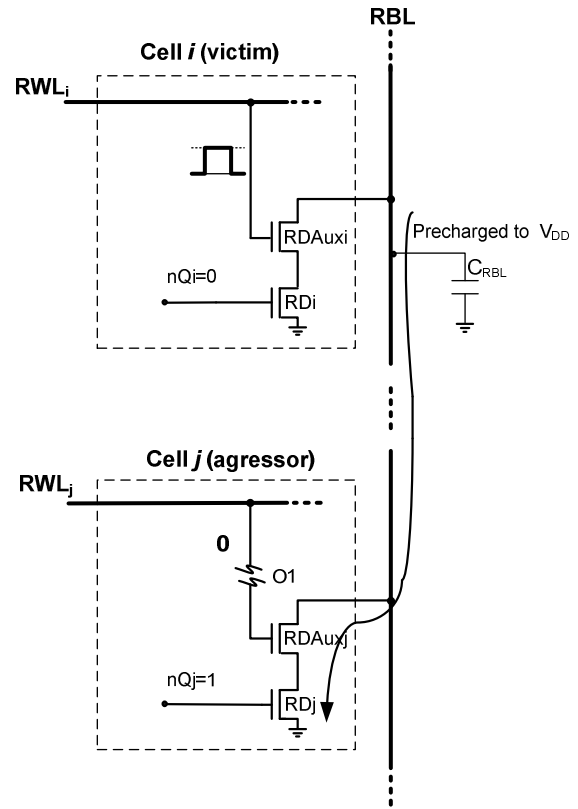 RBL
Cell i (victim)
RWLi
RDAuxi
Precharged to VDD
CRBL
nQi=0
RDi
Cell j (agressor)
RWLj
0
O1
RDAuxj
nQj=1
RDj